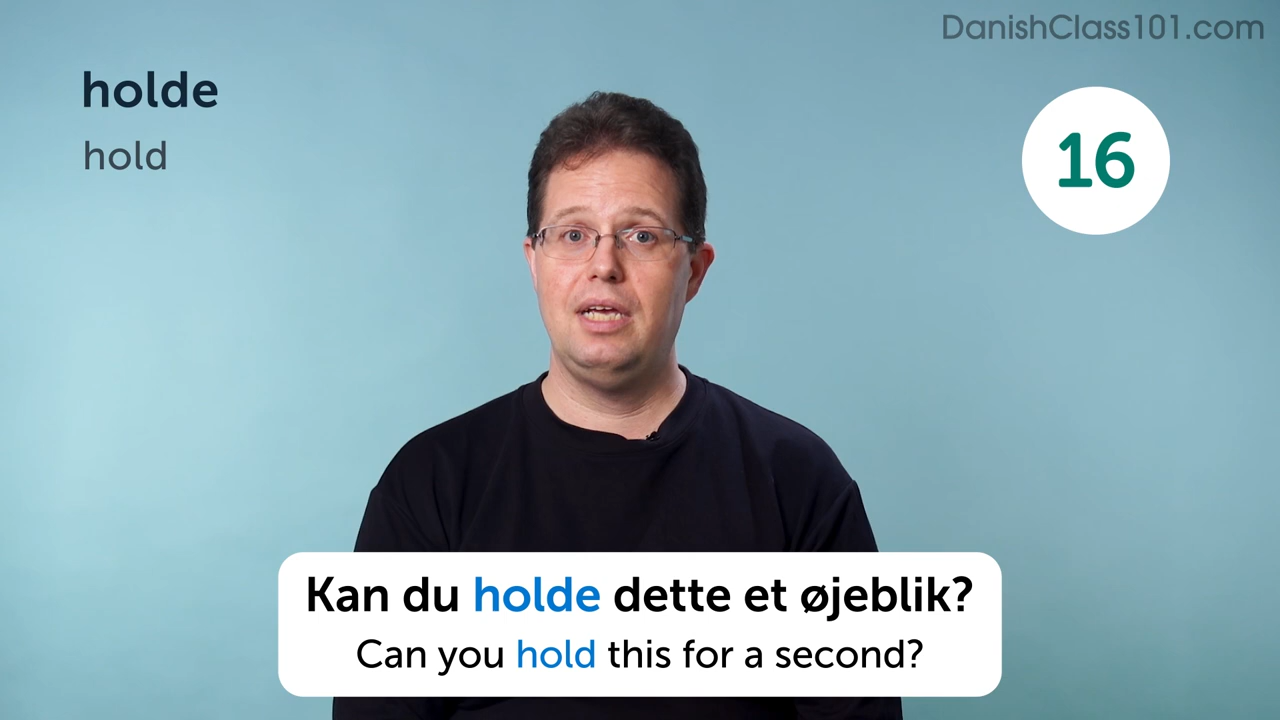 DanishClass101.com
holde
hold
16
Kan du holde dette et øjeblik?
Can you hold this for a second?